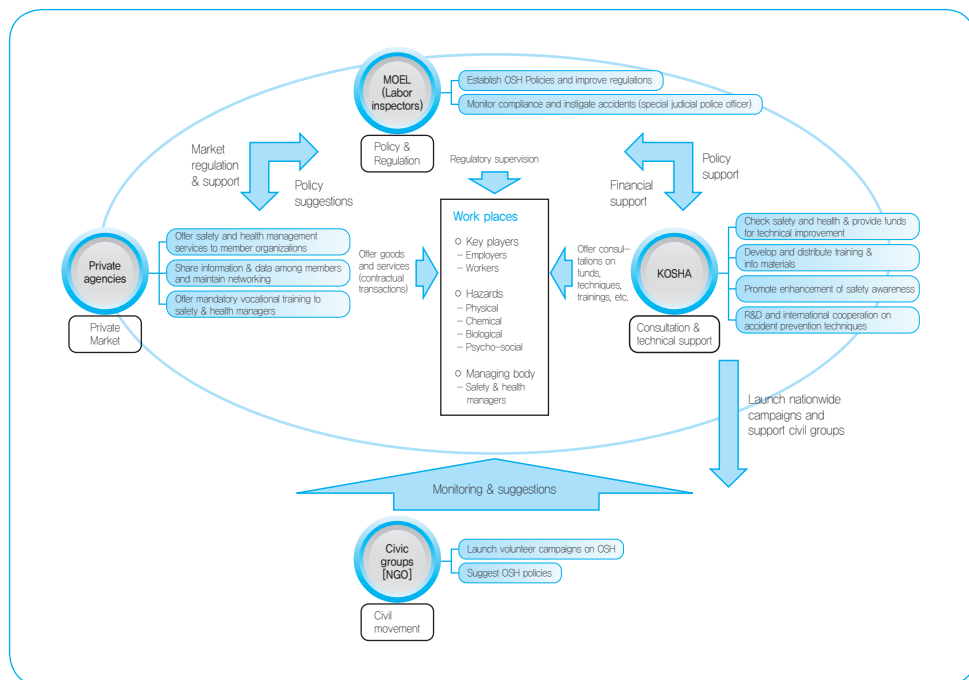 MOEL
(Labor
inspectors)
Policy &
Regulation
Establish OSH Policies and improve regulations
Monitor compliance and instigate accidents (special judicial police officer)
Market
regulation
& support
Policy
suggestions
Regulatory supervision
Policy
support
Financial
support
Private
agencies
Private
Market
Offer safety and health management
services to member organizations
Share information & data among members
and maintain networking
Offer mandatory vocational training to
safety & health managers
Offer goods
and services
(contractual
transactions)
Work places
o Key players
– Employers
– Workers
o Hazards
– Physical
– Chemical
– Biological
– Psycho-social
o Managing body
– Safety & health
managers
Offer consul-
tations on
funds,
techniques,
trainings, etc.
KOSHA
Consultation &
technical support
Check safety and health & provide funds
for technical improvement
Develop and distribute training &
info materials
Promote enhancement of safety awareness
R&D and international cooperation on
accident prevention techniques
Launch nationwide
campaigns and
support civil groups
Monitoring & suggestions
Civic
groups
[NGO]
Civil
movement
Launch volunteer campaigns on OSH
Suggest OSH policies